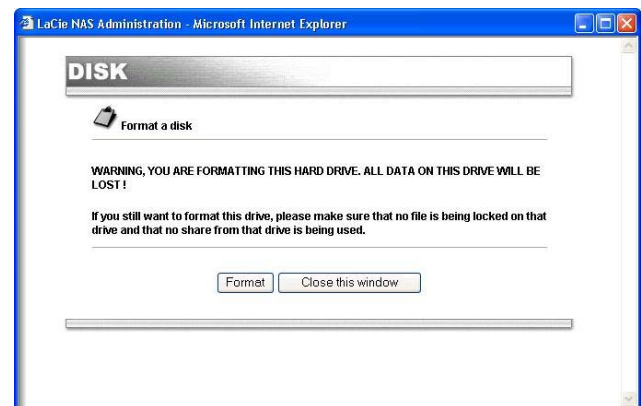 LaCie NAS Administration - Microsoft Internet Explorer
DISK
Format a disk
WARNING, YOU ARE FORMATTING THIS HARD DRIVE. ALL DATA ON THIS DRIVE WILL BE
LOST !
If you still want to format this drive, please make sure that no file is being locked on that
drive and that no share from that drive is being used.
Format Close this window